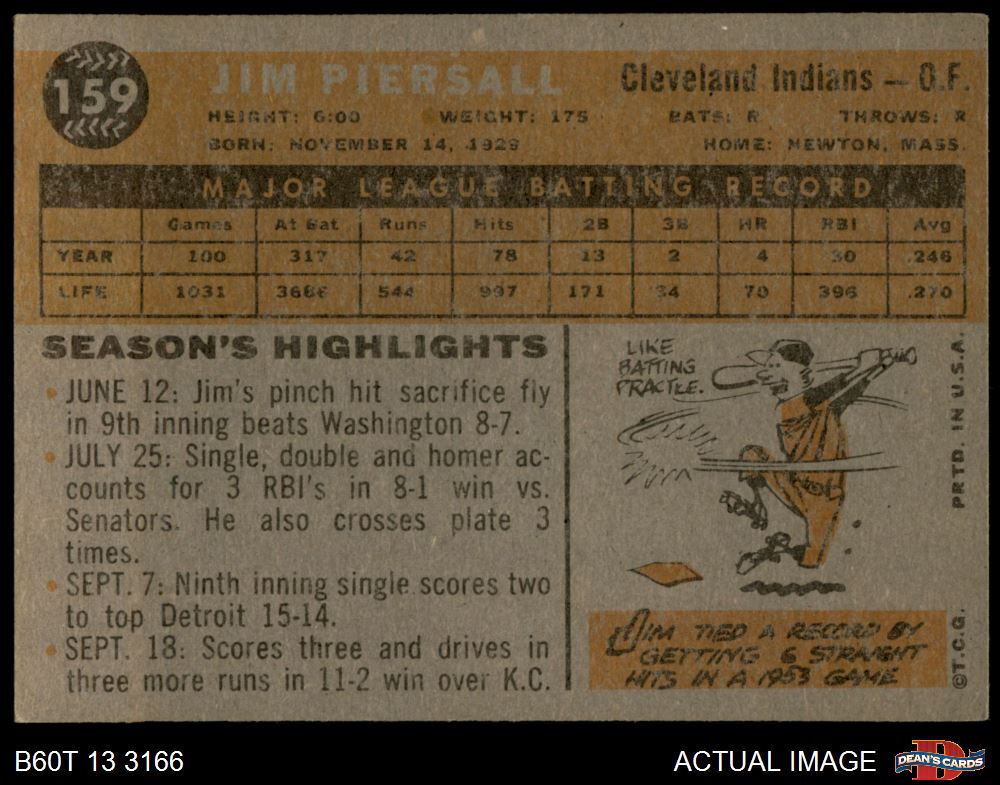 159
JIM PIERSALL
Cleveland Indians — O.F.
HEIGHT: 6:00 WEIGHT: 175 BATS: R THROWS: R
BORN: NOVEMBER 14, 1929 HOME: NEWTON, MASS.
MAJOR LEAGUE BATTING RECORD
Games At Bat Runs Hits 2B 3B HR RBI Avg
YEAR 100 317 42 78 13 2 4 30 .246
LIFE 1031 3686 544 997 171 34 70 396 .270
SEASON'S HIGHLIGHTS
• JUNE 12: Jim's pinch hit sacrifice fly
in 9th inning beats Washington 8-7.
• JULY 25: Single, double and homer ac-
counts for 3 RBI's in 8-1 win vs.
Senators. He also crosses plate 3
times.
• SEPT. 7: Ninth inning single scores two
to top Detroit 15-14.
• SEPT. 18: Scores three and drives in
three more runs in 11-2 win over K.C.
LIKE
BATTING
PRACTICE.
JIM TIED A RECORD BY
GETTING 6 STRAIGHT
HITS IN A 1953 GAME
PRTD. IN U.S.A.
©T.C.G.
B60T 13 3166
ACTUAL IMAGE
DEAN'S CARDS